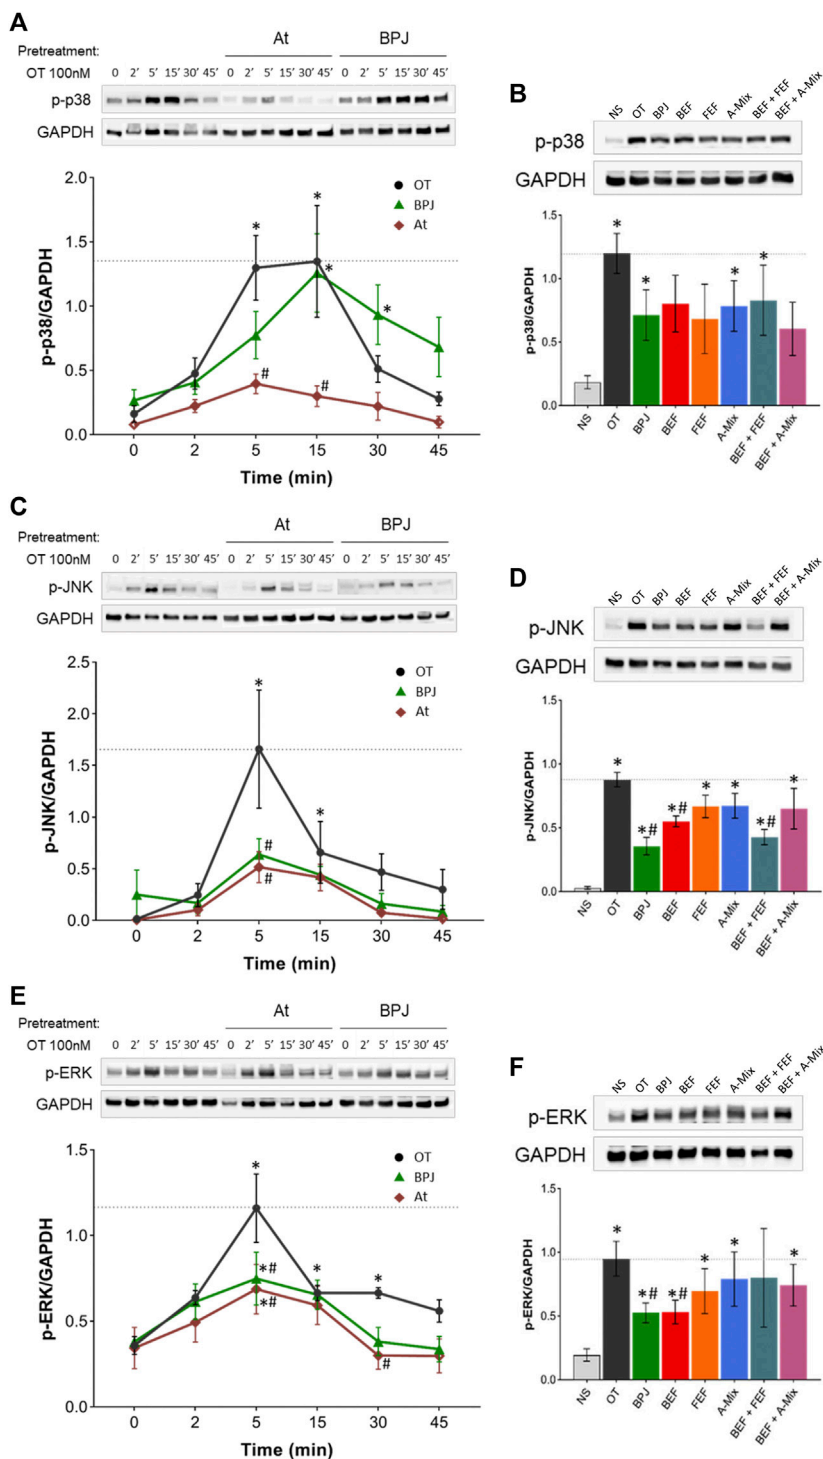 A
At BPJ
Pretreatment:
OT 100nM 0 2' 5' 15' 30' 45' 0 2' 5' 15' 30' 45' 0 2' 5' 15' 30' 45'
p-p38
GAPDH
2.0
1.5
1.0
0.5
0.0
p-p38/GAPDH
OT
BPJ
At
* * * * # #
0 2 5 15 30 45
Time (min)
B
NS OT BPJ BEF FEF A-Mix BEF + FEF BEF + A-Mix
p-p38
GAPDH
1.5
1.0
0.5
0.0
p-p38/GAPDH
* * * *
NS OT BPJ BEF FEF A-Mix BEF + FEF BEF + A-Mix
C
At BPJ
Pretreatment:
OT 100nM 0 2' 5' 15' 30' 45' 0 2' 5' 15' 30' 45' 0 2' 5' 15' 30' 45'
p-JNK
GAPDH
2.5
2.0
1.5
1.0
0.5
0.0
p-JNK/GAPDH
OT
BPJ
At
* * # #
0 2 5 15 30 45
Time (min)
D
NS OT BPJ BEF FEF A-Mix BEF + FEF BEF + A-Mix
p-JNK
GAPDH
1.5
1.0
0.5
0.0
p-JNK/GAPDH
* *# *# * * *# *
NS OT BPJ BEF FEF A-Mix BEF + FEF BEF + A-Mix
E
At BPJ
Pretreatment:
OT 100nM 0 2' 5' 15' 30' 45' 0 2' 5' 15' 30' 45' 0 2' 5' 15' 30' 45'
p-ERK
GAPDH
1.5
1.0
0.5
0.0
p-ERK/GAPDH
OT
BPJ
At
* *# *# * * #
0 2 5 15 30 45
Time (min)
F
NS OT BPJ BEF FEF A-Mix BEF + FEF BEF + A-Mix
p-ERK
GAPDH
1.5
1.0
0.5
0.0
p-ERK/GAPDH
* *# *# * * *
NS OT BPJ BEF FEF A-Mix BEF + FEF BEF + A-Mix